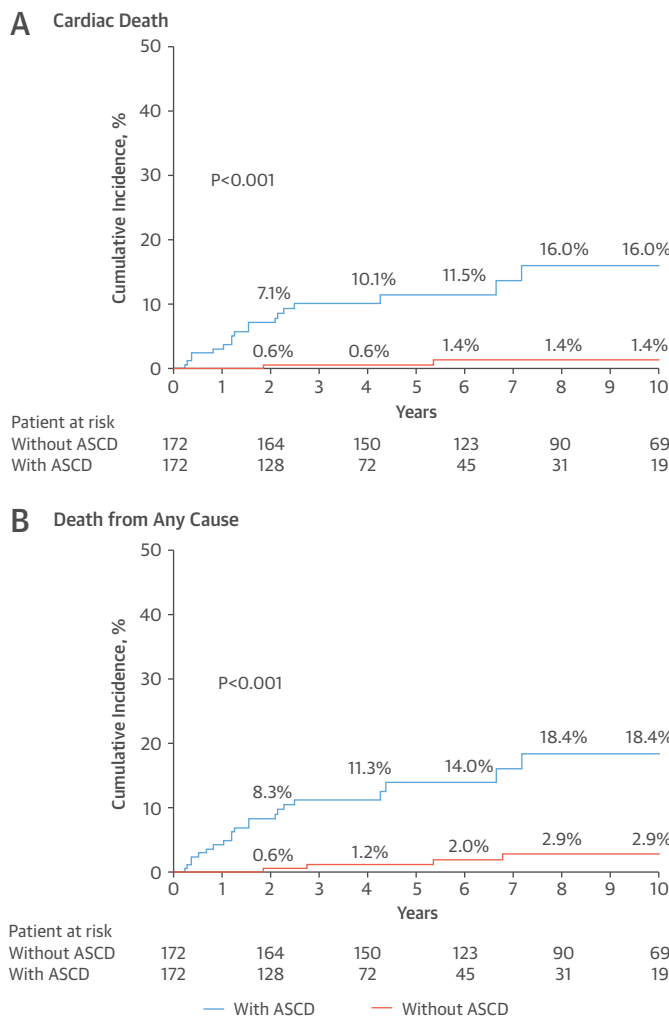 A Cardiac Death
50
40
30
20
10
0
Cumulative Incidence, %
P<0.001
7.1%
10.1%
11.5%
16.0%
16.0%
0.6%
0.6%
1.4%
1.4%
1.4%
0 1 2 3 4 5 6 7 8 9 10
Years
Patient at risk
Without ASCD 172 164 150 123 90 69
With ASCD 172 128 72 45 31 19
B Death from Any Cause
50
40
30
20
10
0
Cumulative Incidence, %
P<0.001
8.3%
11.3%
14.0%
18.4%
18.4%
0.6%
1.2%
2.0%
2.9%
2.9%
0 1 2 3 4 5 6 7 8 9 10
Years
Patient at risk
Without ASCD 172 164 150 123 90 69
With ASCD 172 128 72 45 31 19
With ASCD Without ASCD